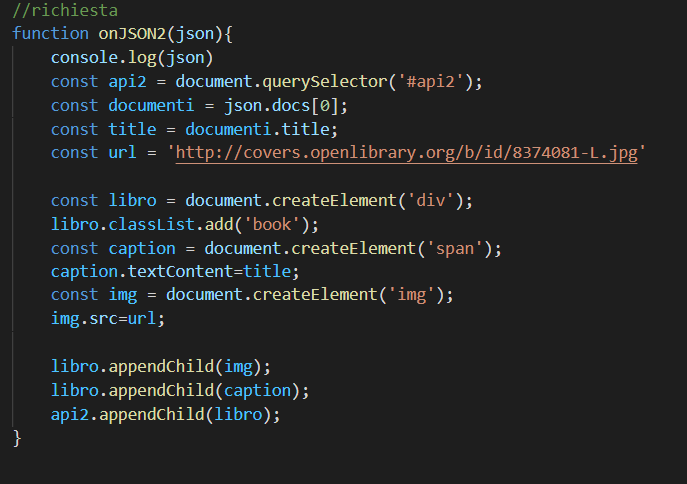 //richiesta
function onJSON2(json){
    console.log(json)
    const api2 = document.querySelector('#api2');
    const documenti = json.docs[0];
    const title = documenti.title;
    const url = 'http://covers.openlibrary.org/b/id/8374081-L.jpg'

    const libro = document.createElement('div');
    libro.classList.add('book');
    const caption = document.createElement('span');
    caption.textContent=title;
    const img = document.createElement('img');
    img.src=url;

    libro.appendChild(img);
    libro.appendChild(caption);
    api2.appendChild(libro);
}